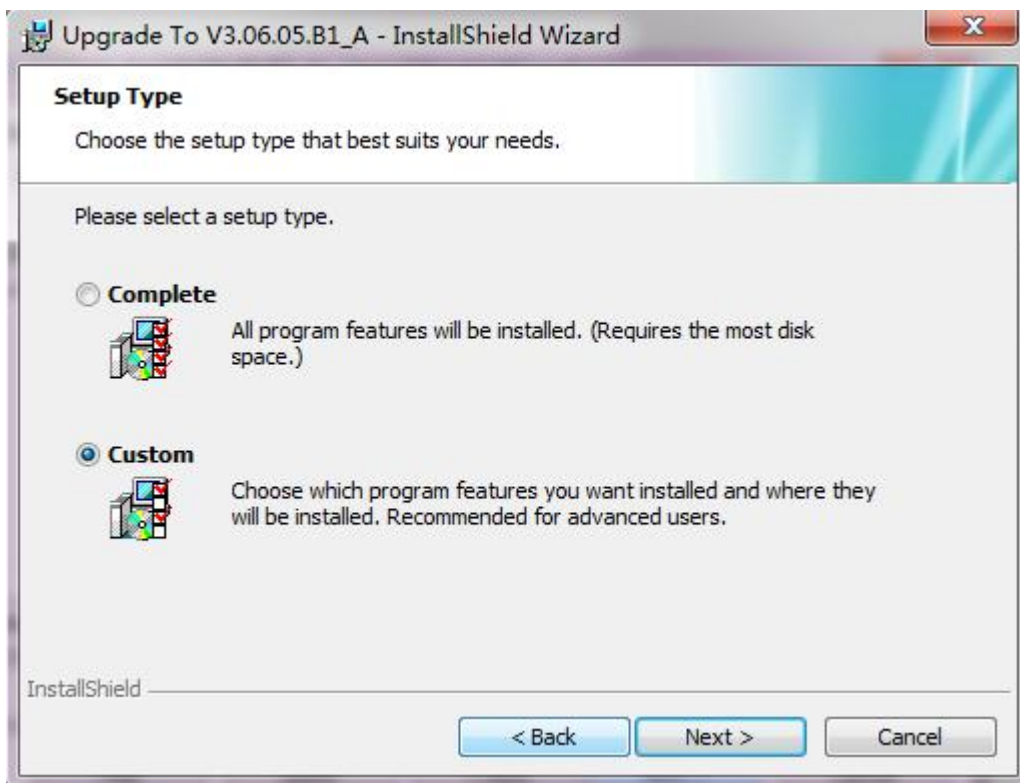 Upgrade To V3.06.05.B1_A - InstallShield Wizard
Setup Type
Choose the setup type that best suits your needs.
Please select a setup type.
Complete
All program features will be installed. (Requires the most disk
space.)
Custom
Choose which program features you want installed and where they
will be installed. Recommended for advanced users.
InstallShield
< Back
Next >
Cancel